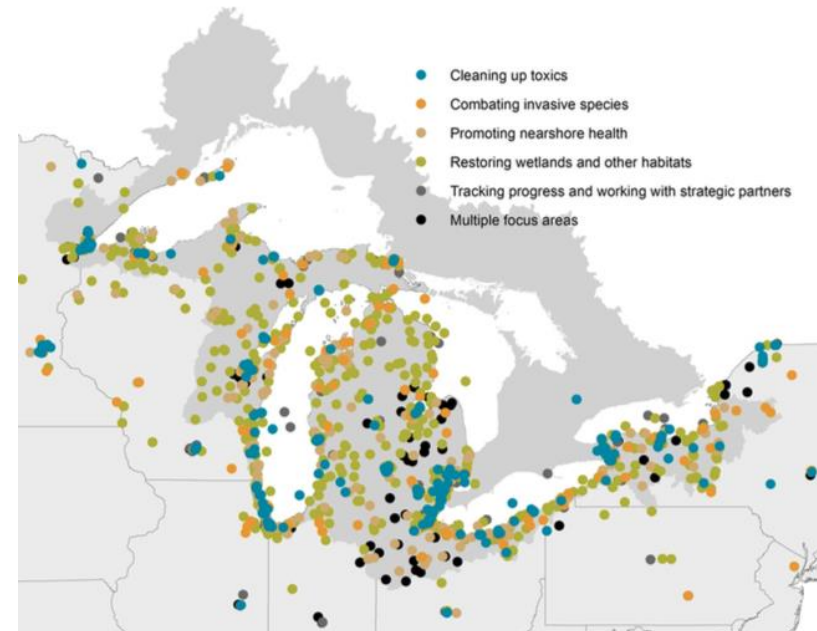 Cleaning up toxics
Combating invasive species
Promoting nearshore health
Restoring wetlands and other habitats
Tracking progress and working with strategic partners
Multiple focus areas